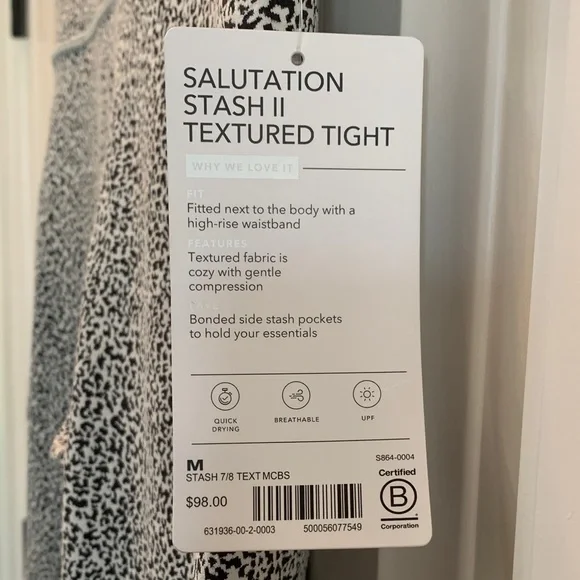 SALUTATION
STASH II
TEXTURED TIGHT
WHY WE LOVE IT
FIT
Fitted next to the body with a
high-rise waistband
FEATURES
Textured fabric is
cozy with gentle
compression
Bonded side stash pockets
to hold your essentials
QUICK
DRYING
BREATHABLE
UPF
M
S864-0004
STASH 7/8 TEXT MCBS
$98.00
631936-00-2-0003
500056077549
Certified
B
Corporation